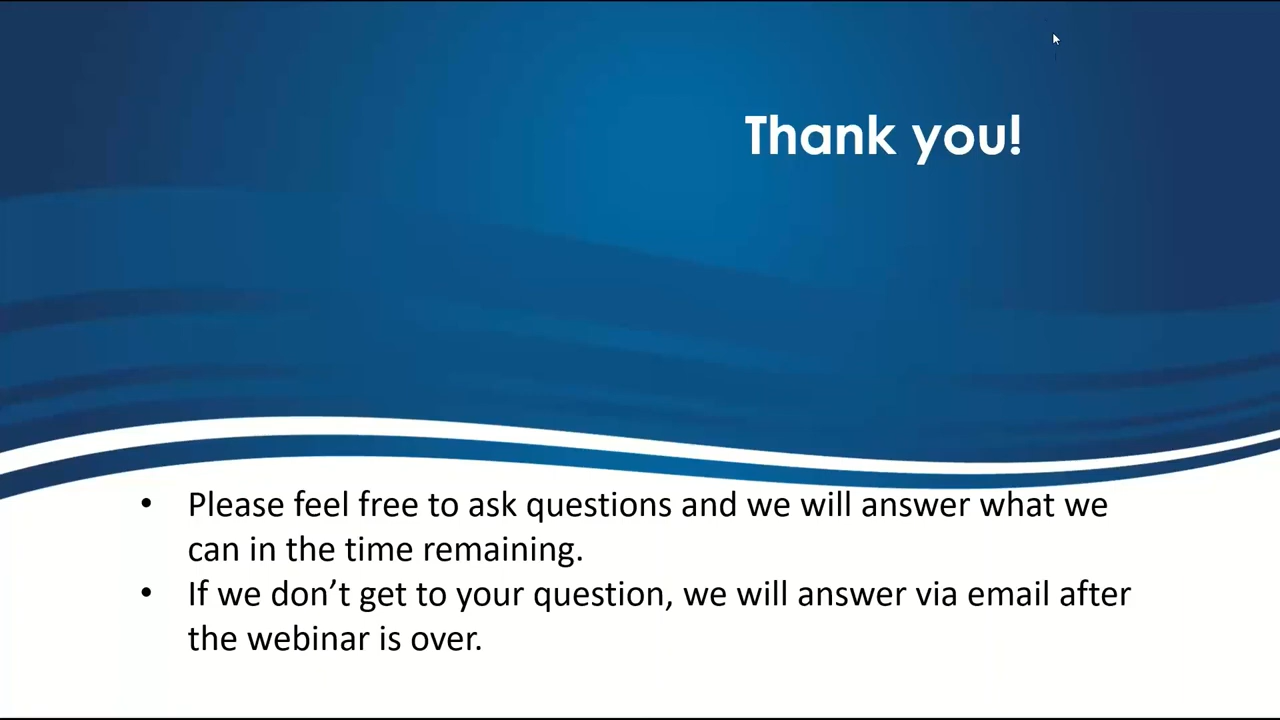 Thank you!
• Please feel free to ask questions and we will answer what we
can in the time remaining.
• If we don’t get to your question, we will answer via email after
the webinar is over.